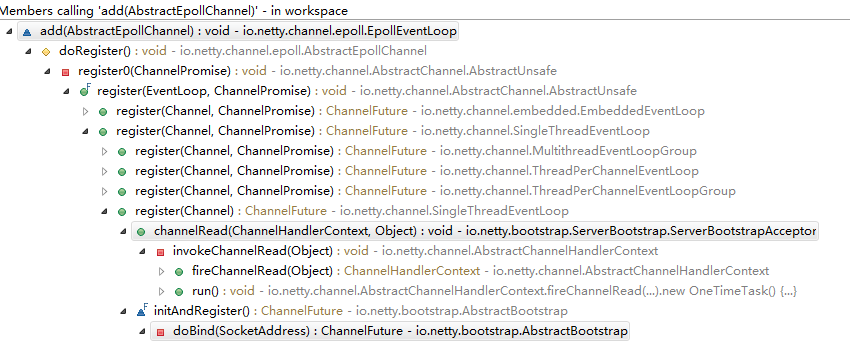 Members calling 'add(AbstractEpollChannel)' - in workspace
add(AbstractEpollChannel) : void - io.netty.channel.epoll.EpollEventLoop
doRegister() : void - io.netty.channel.epoll.AbstractEpollChannel
register0(ChannelPromise) : void - io.netty.channel.AbstractChannel.AbstractUnsafe
F register(EventLoop, ChannelPromise) : void - io.netty.channel.AbstractChannel.AbstractUnsafe
register(Channel, ChannelPromise) : ChannelFuture - io.netty.channel.embedded.EmbeddedEventLoop
register(Channel, ChannelPromise) : ChannelFuture - io.netty.channel.SingleThreadEventLoop
register(Channel, ChannelPromise) : ChannelFuture - io.netty.channel.MultithreadEventLoopGroup
register(Channel, ChannelPromise) : ChannelFuture - io.netty.channel.ThreadPerChannelEventLoop
register(Channel, ChannelPromise) : ChannelFuture - io.netty.channel.ThreadPerChannelEventLoopGroup
register(Channel) : ChannelFuture - io.netty.channel.SingleThreadEventLoop
channelRead(ChannelHandlerContext, Object) : void - io.netty.bootstrap.ServerBootstrap.ServerBootstrapAcceptor
invokeChannelRead(Object) : void - io.netty.channel.AbstractChannelHandlerContext
fireChannelRead(Object) : ChannelHandlerContext - io.netty.channel.AbstractChannelHandlerContext
run() : void - io.netty.channel.AbstractChannelHandlerContext.fireChannelRead(...).new OneTimeTask() {...}
F initAndRegister() : ChannelFuture - io.netty.bootstrap.AbstractBootstrap
doBind(SocketAddress) : ChannelFuture - io.netty.bootstrap.AbstractBootstrap